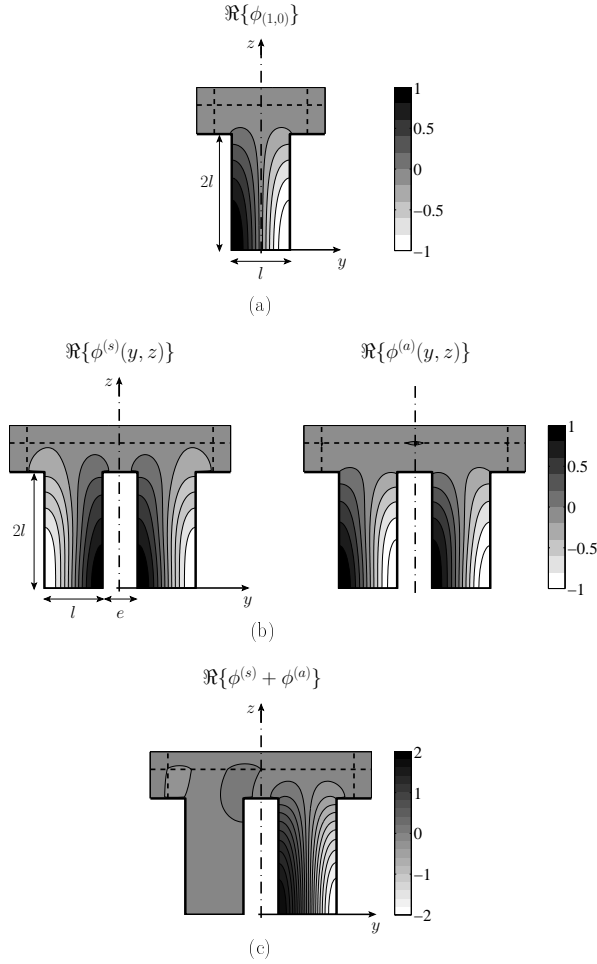 ℜ{ϕ(1,0)}
z
1
0.5
0
−0.5
−1
2l
l
y
(a)
ℜ{ϕ(s)(y, z)}
ℜ{ϕ(a)(y, z)}
z
1
0.5
0
−0.5
−1
2l
l
e
y
(b)
ℜ{ϕ(s) + ϕ(a)}
z
2
1
0
−1
−2
y
(c)